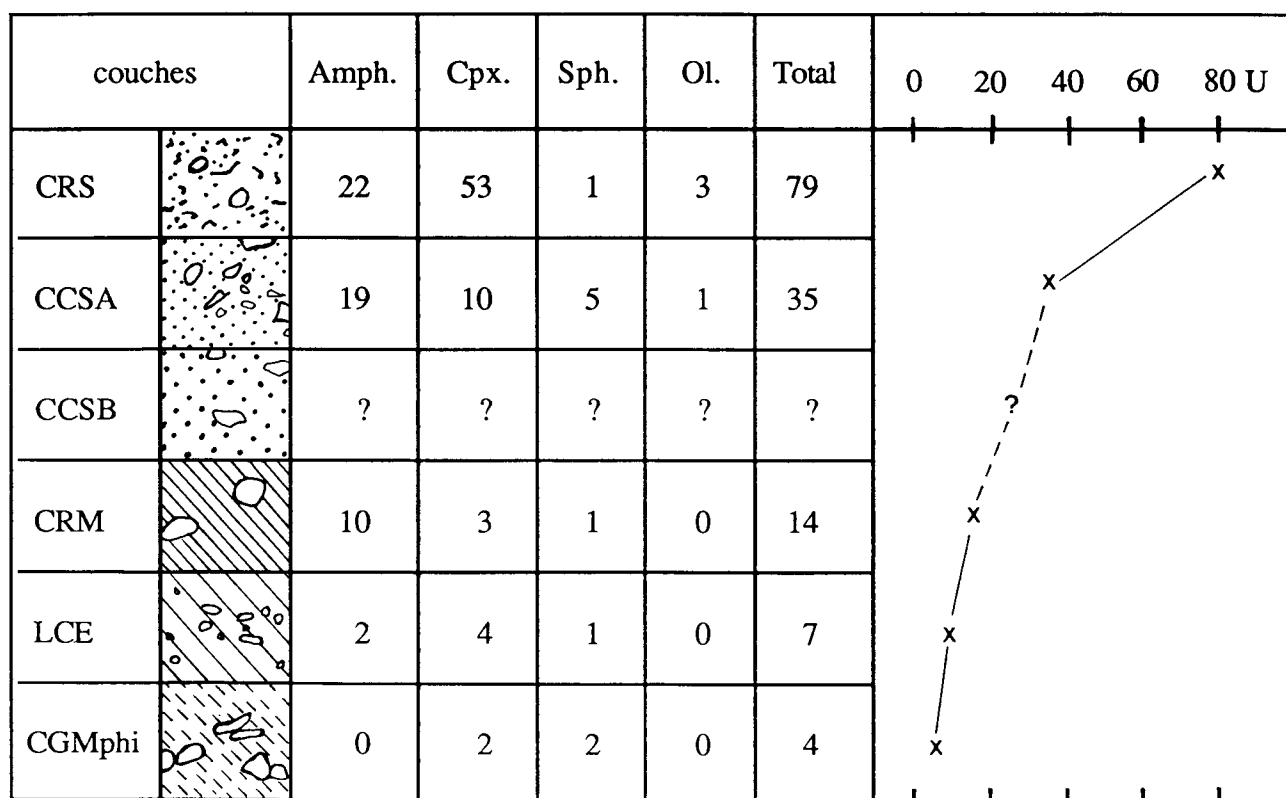 couches Amph. Cpx. Sph. Ol. Total 0 20 40 60 80 U
CRS 22 53 1 3 79 x
CCSA 19 10 5 1 35 x
CCSB ? ? ? ? ? ?
CRM 10 3 1 0 14 x
LCE 2 4 1 0 7 x
CGMphi 0 2 2 0 4 x